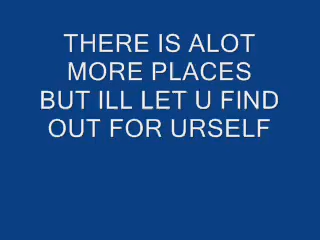 THERE IS ALOT
MORE PLACES
BUT ILL LET U FIND
OUT FOR URSELF